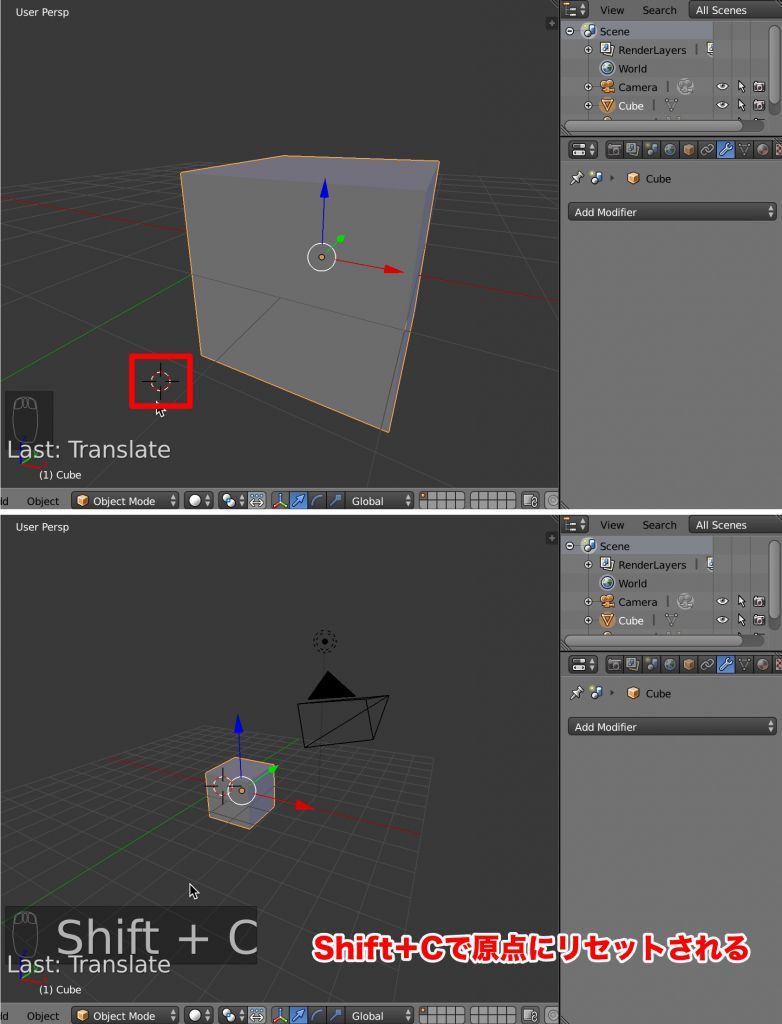 User Persp
View Search All Scenes
Scene
RenderLayers
World
Camera
Cube
Cube
Add Modifier
Last: Translate
(1) Cube
Object Object Mode Global
User Persp
View Search All Scenes
Scene
RenderLayers
World
Camera
Cube
Cube
Add Modifier
Shift + C
Shift+Cで原点にリセットされる
Last: Translate
(1) Cube
Object Object Mode Global